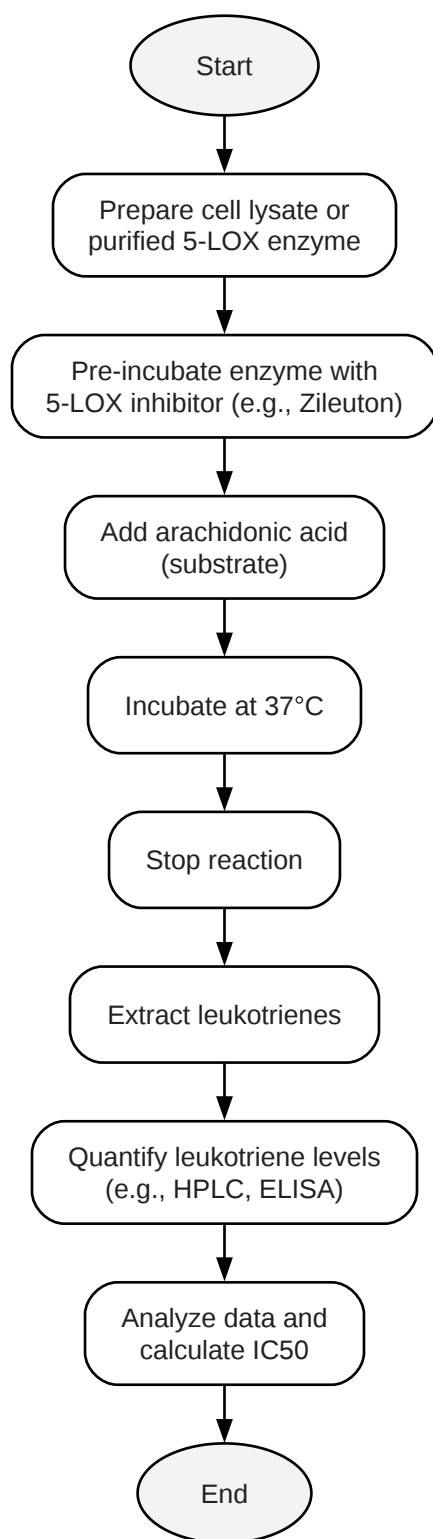 Start
Prepare cell lysate or
purified 5-LOX enzyme
Pre-incubate enzyme with
5-LOX inhibitor (e.g., Zileuton)
Add arachidonic acid
(substrate)
Incubate at 37°C
Stop reaction
Extract leukotrienes
Quantify leukotriene levels
(e.g., HPLC, ELISA)
Analyze data and
calculate IC50
End